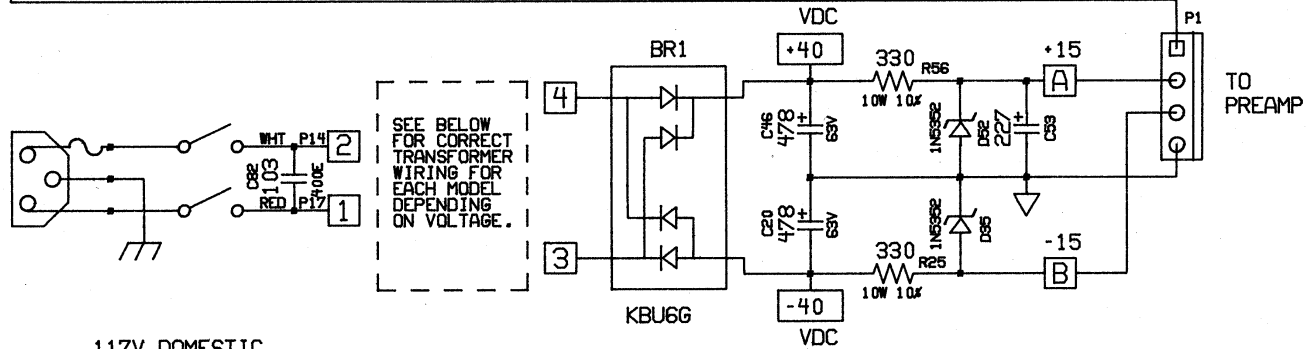 VDC
P1
BR1
+40
330
R56
+15
A
10W 10%
TO
PREAMP
4
SEE BELOW
FOR CORRECT
TRANSFORMER
WIRING FOR
EACH MODEL
DEPENDING
ON VOLTAGE.
WHT P14
2
C82
103
400E
RED P17
1
C46
478
+
63V
1N5352
D52
227
+
C53
C20
478
+
63V
1N5352
D35
3
330
R25
10W 10%
-15
B
KBU6G
-40
VDC
117V DOMESTIC